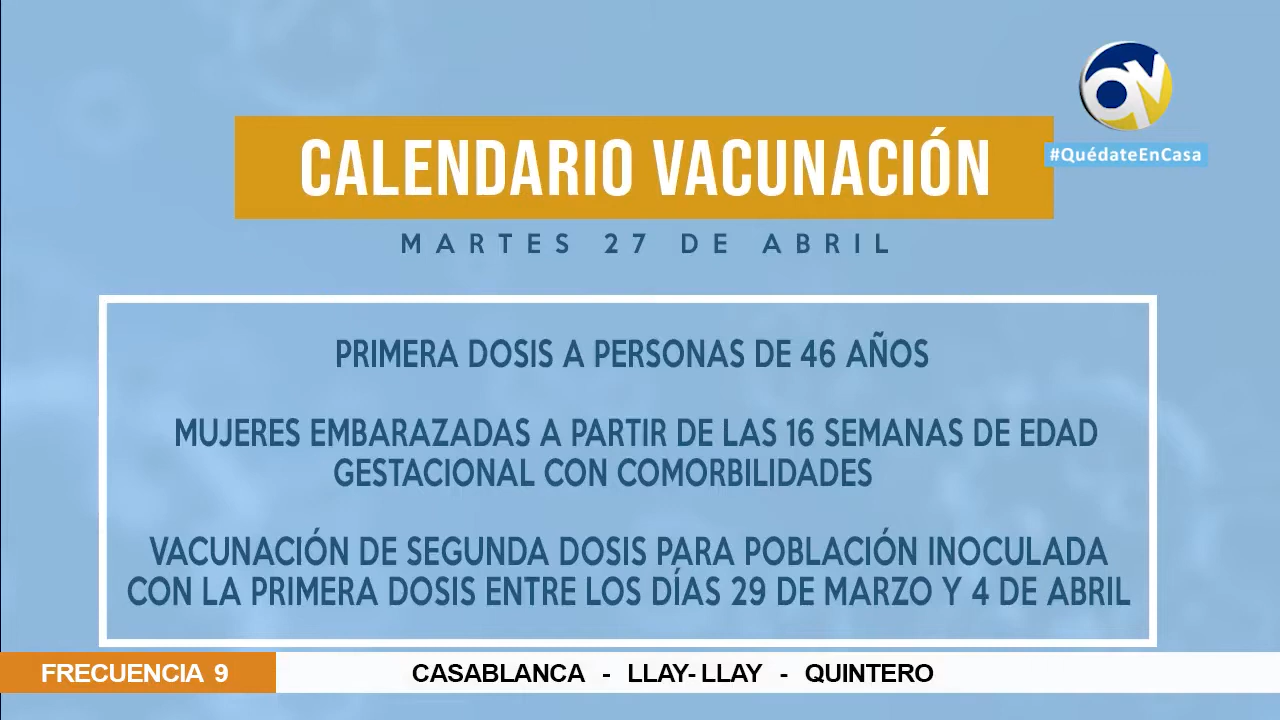 CALENDARIO VACUNACIÓN
#QuédateEnCasa
MARTES 27 DE ABRIL
PRIMERA DOSIS A PERSONAS DE 46 AÑOS
MUJERES EMBARAZADAS A PARTIR DE LAS 16 SEMANAS DE EDAD
GESTACIONAL CON COMORBILIDADES
VACUNACIÓN DE SEGUNDA DOSIS PARA POBLACIÓN INOCULADA
CON LA PRIMERA DOSIS ENTRE LOS DÍAS 29 DE MARZO Y 4 DE ABRIL
FRECUENCIA 9
CASABLANCA - LLAY-LLAY - QUINTERO